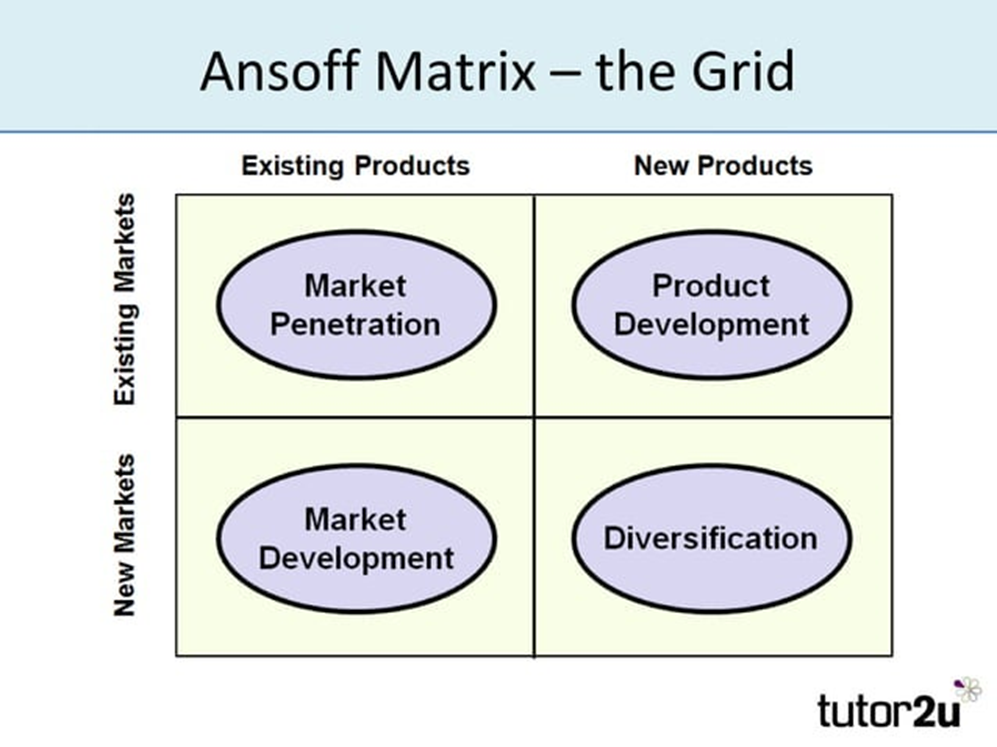 Ansoff Matrix – the Grid
Existing Products
New Products
Existing Markets
Market
Penetration
Product
Development
New Markets
Market
Development
Diversification
tutor2u